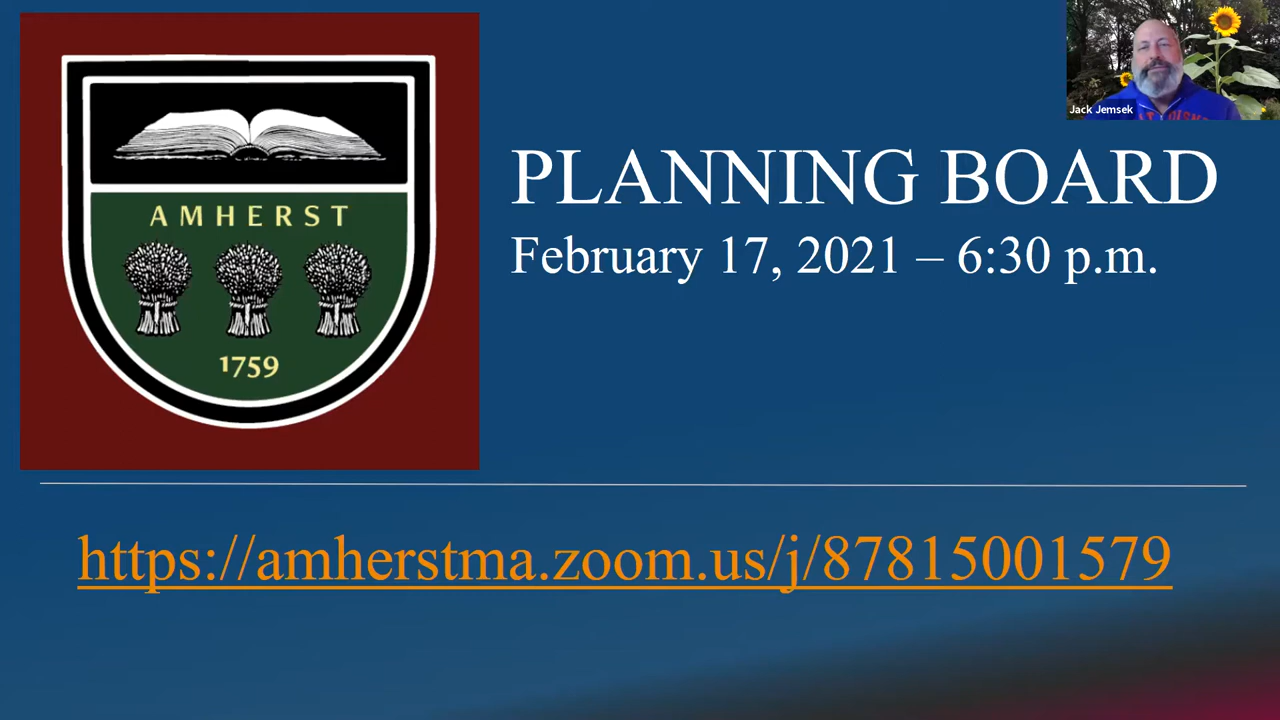 AMHERST
1759
PLANNING BOARD
February 17, 2021 – 6:30 p.m.
Jack Jemsek
https://amherstma.zoom.us/j/87815001579